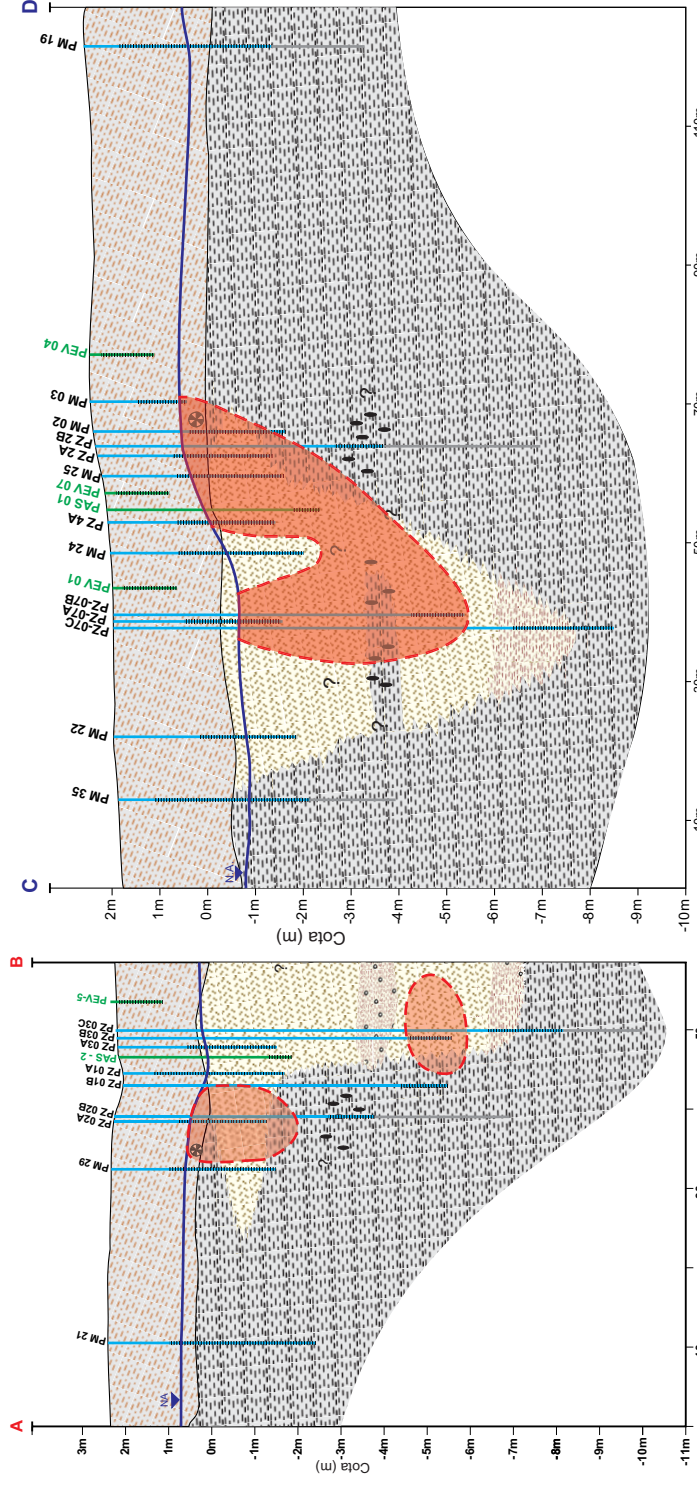 A
B
PM 21
PM 29
PZ 02A
PZ 02B
PZ 01B
PZ 01A
PAS - 2
PZ 03A
PZ 03B
PZ 03C
PEV-5
NA
?
?
3m
2m
1m
0m
-1m
-2m
-3m
-4m
-5m
-6m
-7m
-8m
-9m
-10m
-11m
Cota (m)
C
D
PM 35
PM 22
PZ-07C
PZ-07A
PZ-07B
PEV 01
PM 24
PZ 4A
PAS 01
PEV 07
PM 25
PZ 2A
PZ 2B
PM 02
PM 03
PEV 04
PM 19
N.A
?
?
?
?
?
2m
1m
0m
-1m
-2m
-3m
-4m
-5m
-6m
-7m
-8m
-9m
-10m
Cota (m)